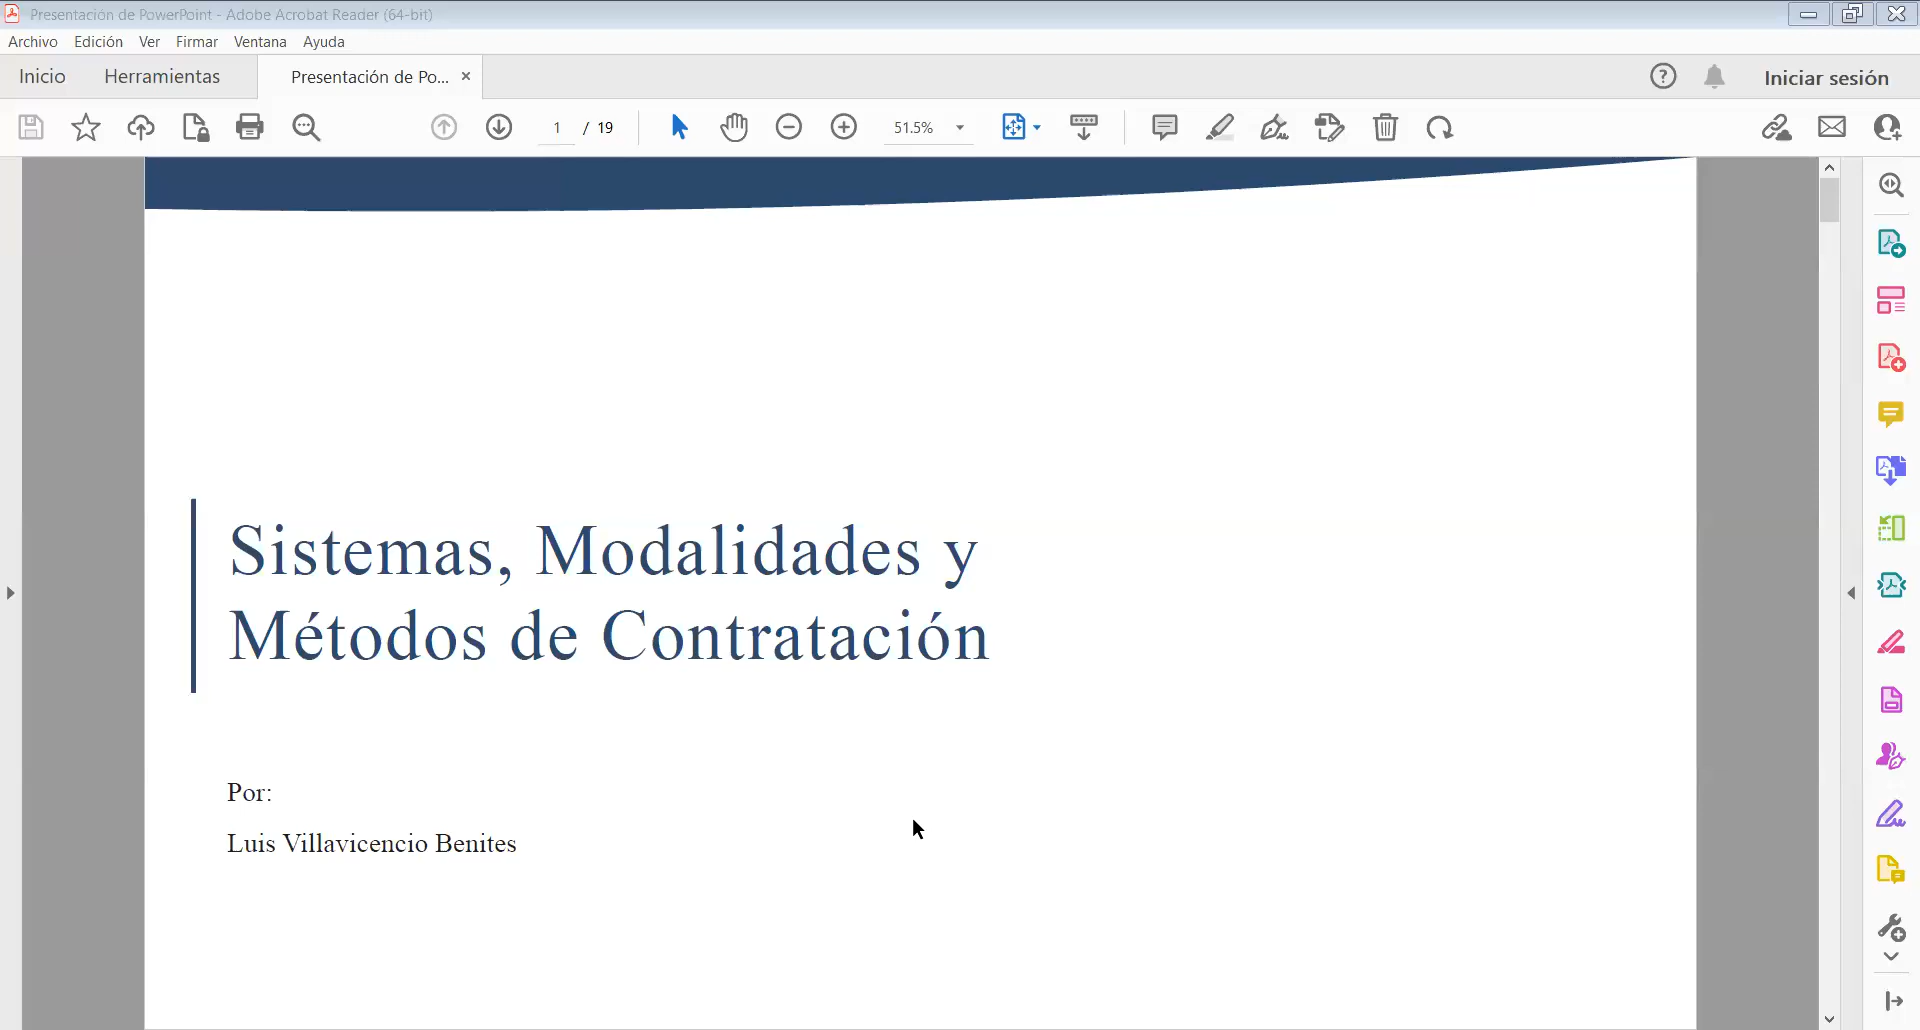 Presentación de PowerPoint - Adobe Acrobat Reader (64-bit)
Archivo Edición Ver Firmar Ventana Ayuda
Inicio Herramientas Presentación de Po... Iniciar sesión
1 / 19 51.5%
Sistemas, Modalidades y
Métodos de Contratación
Por:
Luis Villavicencio Benites